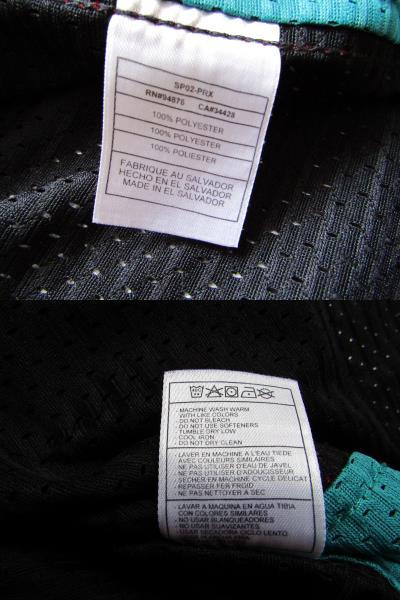 SP02-PRX
RN#94876 CA#34428
100% POLYESTER
100% POLYESTER
100% POLIESTER
FABRIQUE AU SALVADOR
HECHO EN EL SALVADOR
MADE IN EL SALVADOR
- MACHINE WASH WARM
WITH LIKE COLORS
- DO NOT BLEACH
- DO NOT USE SOFTENERS
- TUMBLE DRY LOW
- COOL IRON
- DO NOT DRY CLEAN
- LAVER EN MACHINE A L'EAU TIEDE
AVEC COULEURS SIMILAIRES
- NE PAS UTILISER D'EAU DE JAVEL
- NE PAS UTILISER D'ADOUCISSEUR
- SECHER EN MACHINE CYCLE DELICAT
- REPASSER FER FROID
- NE PAS NETTOYER A SEC
- LAVAR A MAQUINA EN AGUA TIBIA
CON COLORES SIMILARES
- NO USAR BLANQUEADORES
- NO USAR SUAVIZANTES
- USAR SECADORA CICLO LENTO